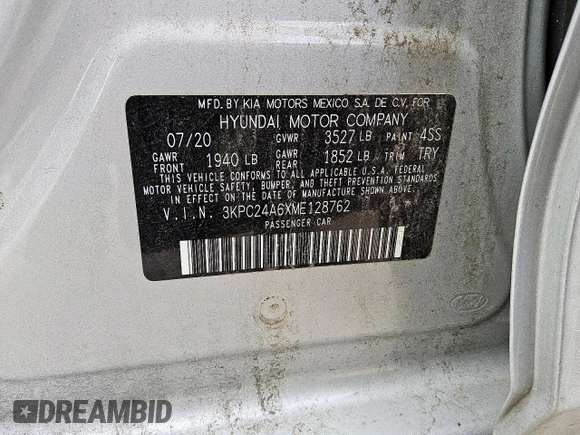 MFD. BY KIA MOTORS MEXICO S.A. DE C.V. FOR
HYUNDAI MOTOR COMPANY
07/20 GVWR 3527 LB PAINT 4SS
GAWR FRONT 1940 LB GAWR REAR 1852 LB TRIM TRY
THIS VEHICLE CONFORMS TO ALL APPLICABLE U.S.A. FEDERAL
MOTOR VEHICLE SAFETY, BUMPER, AND THEFT PREVENTION STANDARDS
IN EFFECT ON THE DATE OF MANUFACTURE SHOWN ABOVE.
V.I.N. 3KPC24A6XME128762
PASSENGER CAR
DREAMBID